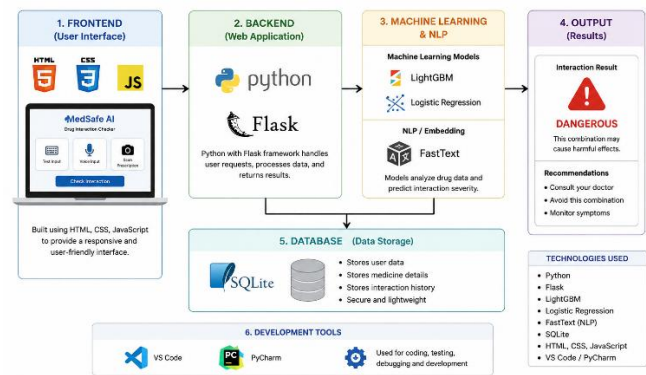 1. FRONTEND
(User Interface)
HTML
5
CSS
3
JS
MedSafe AI
Drug Interaction Checker
Text Input
Voice Input
Scan Prescription
Check Interaction
Built using HTML, CSS, JavaScript
to provide a responsive and
user-friendly interface.
2. BACKEND
(Web Application)
python
Flask
Python with Flask framework handles
user requests, processes data, and
returns results.
3. MACHINE LEARNING
& NLP
Machine Learning Models
LightGBM
Logistic Regression
NLP / Embedding
FastText
Models analyze drug data and
predict interaction severity.
4. OUTPUT
(Results)
Interaction Result
DANGEROUS
This combination may
cause harmful effects.
Recommendations
• Consult your doctor
• Avoid this combination
• Monitor symptoms
5. DATABASE (Data Storage)
SQLite
• Stores user data
• Stores medicine details
• Stores interaction history
• Secure and lightweight
TECHNOLOGIES USED
• Python
• Flask
• LightGBM
• Logistic Regression
• FastText (NLP)
• SQLite
• HTML, CSS, JavaScript
• VS Code / PyCharm
6. DEVELOPMENT TOOLS
VS Code
PC
PyCharm
Used for coding, testing,
debugging and development